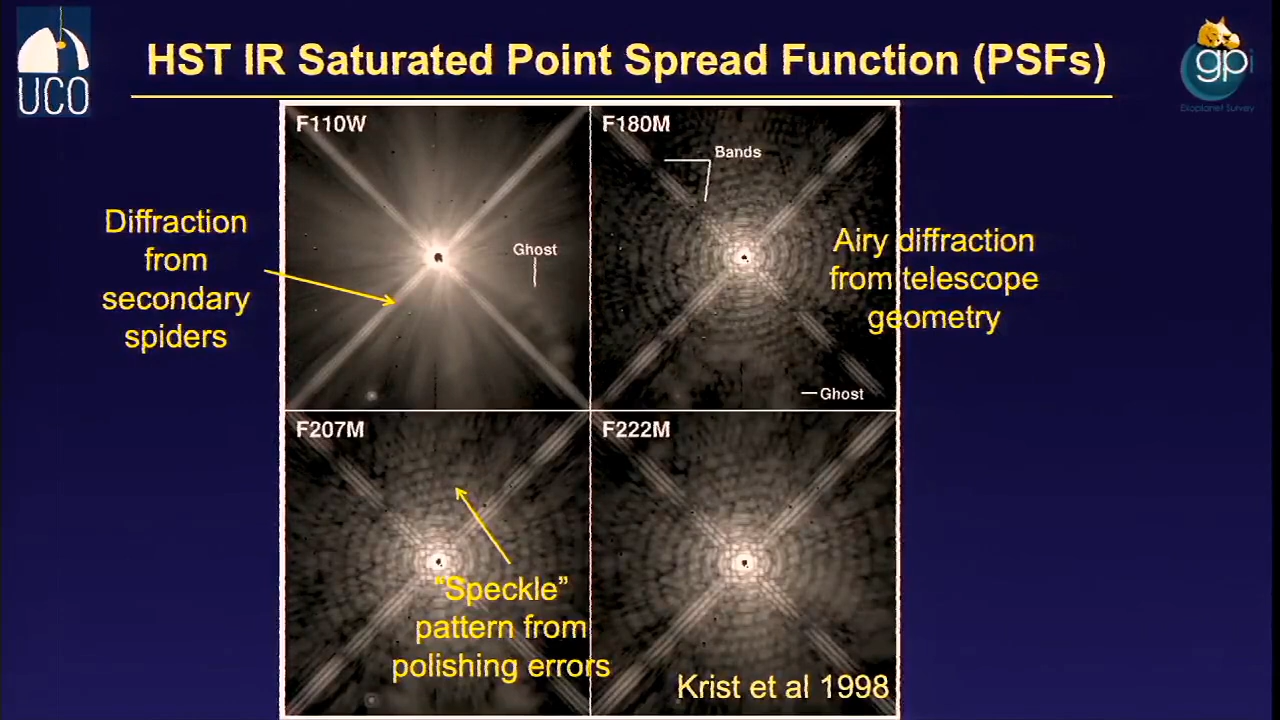 HST IR Saturated Point Spread Function (PSFs)
UCO
gpi
Exoplanet Survey
F110W
F180M
Bands
Diffraction
from
secondary
spiders
Ghost
Airy diffraction
from telescope
geometry
Ghost
F207M
F222M
"Speckle"
pattern from
polishing errors
Krist et al 1998